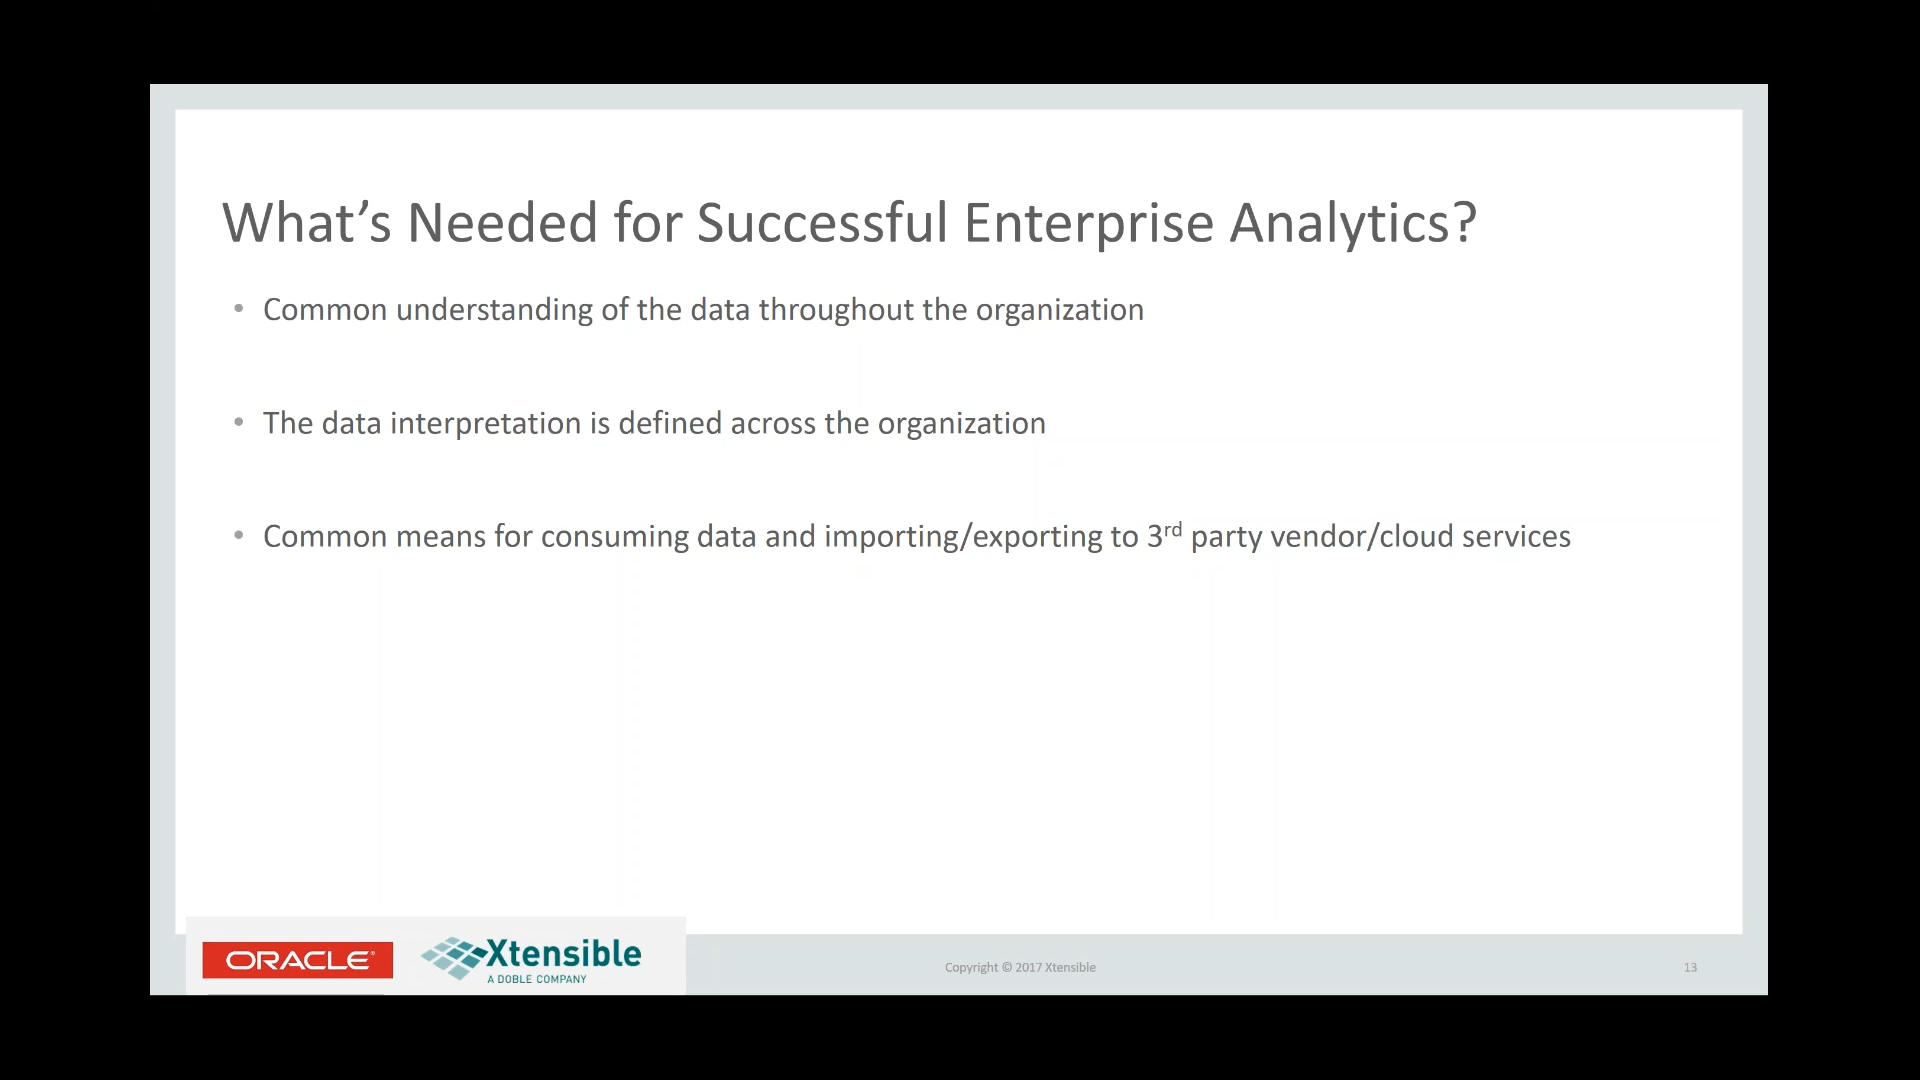 What’s Needed for Successful Enterprise Analytics?
• Common understanding of the data throughout the organization
• The data interpretation is defined across the organization
• Common means for consuming data and importing/exporting to 3rd party vendor/cloud services
ORACLE
Xtensible
A DOBLE COMPANY
Copyright © 2017 Xtensible
13